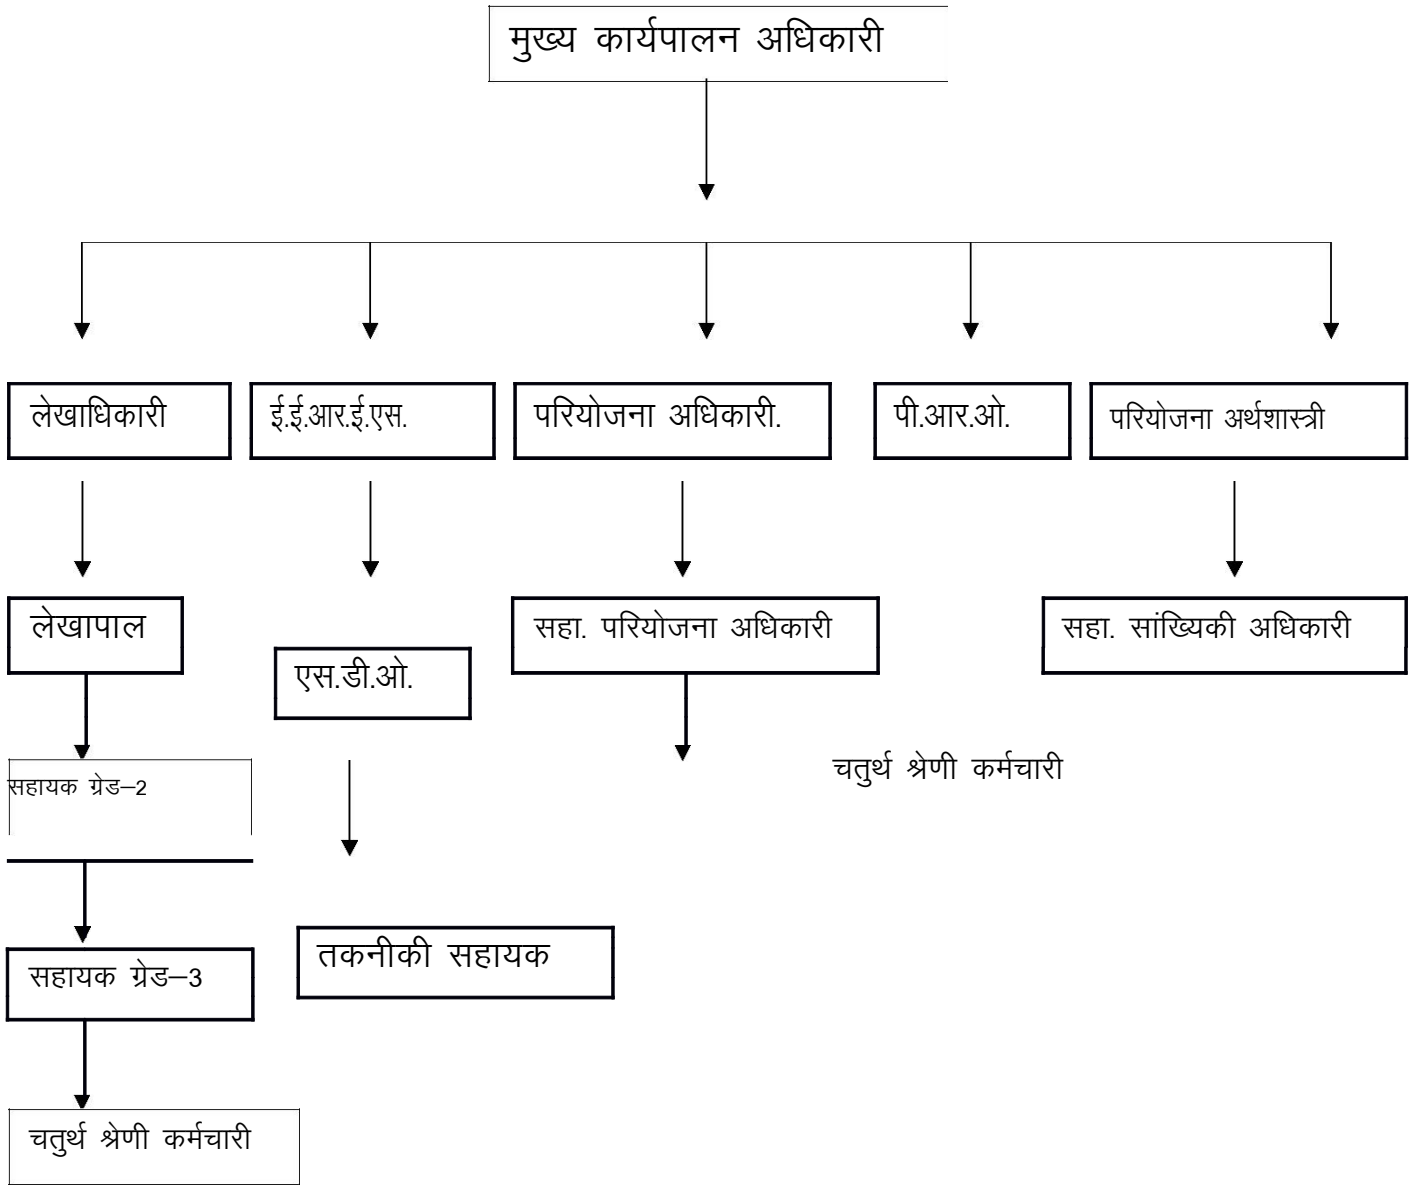 मुख्य कार्यपालन अधिकारी
लेखाधिकारी
ई.ई.आर.ई.एस.
परियोजना अधिकारी.
पी.आर.ओ.
परियोजना अर्थशास्त्री
लेखापाल
एस.डी.ओ.
सहा. परियोजना अधिकारी
सहा. सांख्यिकी अधिकारी
सहायक ग्रेड–2
चतुर्थ श्रेणी कर्मचारी
सहायक ग्रेड–3
तकनीकी सहायक
चतुर्थ श्रेणी कर्मचारी